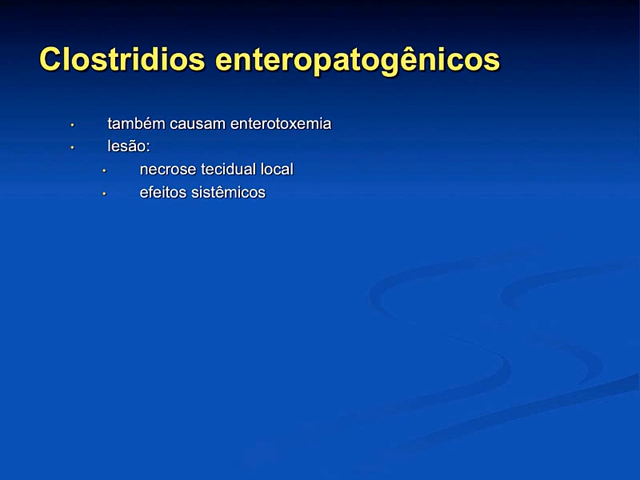 Clostridios enteropatogênicos
• também causam enterotoxemia
• lesão:
• necrose tecidual local
• efeitos sistêmicos